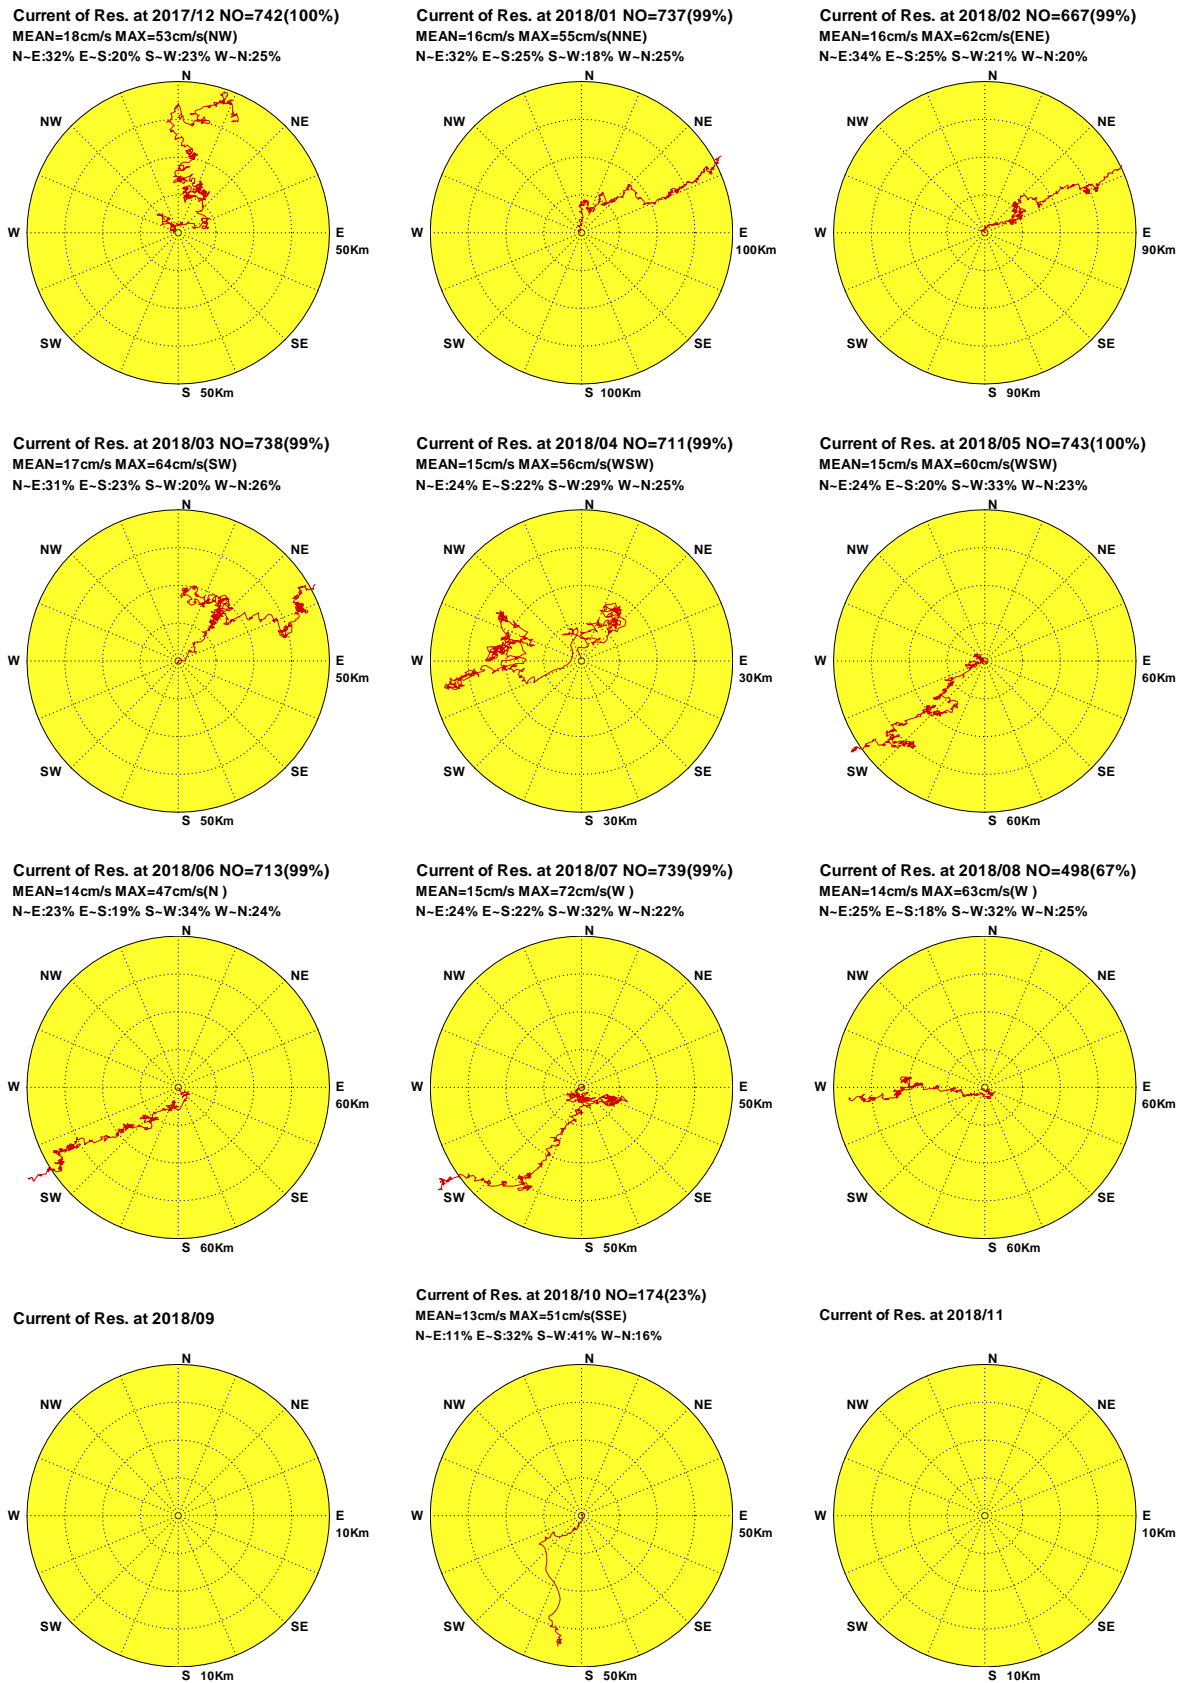 Current of Res. at 2017/12 NO=742(100%)
MEAN=18cm/s MAX=53cm/s(NW)
N~E:32% E~S:20% S~W:23% W~N:25%
N
NW
NE
W
E
50Km
SW
SE
S 50Km
Current of Res. at 2018/01 NO=737(99%)
MEAN=16cm/s MAX=55cm/s(NNE)
N~E:32% E~S:25% S~W:18% W~N:25%
N
NW
NE
W
E
100Km
SW
SE
S 100Km
Current of Res. at 2018/02 NO=667(99%)
MEAN=16cm/s MAX=62cm/s(ENE)
N~E:34% E~S:25% S~W:21% W~N:20%
N
NW
NE
W
E
90Km
SW
SE
S 90Km
Current of Res. at 2018/03 NO=738(99%)
MEAN=17cm/s MAX=64cm/s(SW)
N~E:31% E~S:23% S~W:20% W~N:26%
N
NW
NE
W
E
50Km
SW
SE
S 50Km
Current of Res. at 2018/04 NO=711(99%)
MEAN=15cm/s MAX=56cm/s(WSW)
N~E:24% E~S:22% S~W:29% W~N:25%
N
NW
NE
W
E
30Km
SW
SE
S 30Km
Current of Res. at 2018/05 NO=743(100%)
MEAN=15cm/s MAX=60cm/s(WSW)
N~E:24% E~S:20% S~W:33% W~N:23%
N
NW
NE
W
E
60Km
SW
SE
S 60Km
Current of Res. at 2018/06 NO=713(99%)
MEAN=14cm/s MAX=47cm/s(N )
N~E:23% E~S:19% S~W:34% W~N:24%
N
NW
NE
W
E
60Km
SW
SE
S 60Km
Current of Res. at 2018/07 NO=739(99%)
MEAN=15cm/s MAX=72cm/s(W )
N~E:24% E~S:22% S~W:32% W~N:22%
N
NW
NE
W
E
50Km
SW
SE
S 50Km
Current of Res. at 2018/08 NO=498(67%)
MEAN=14cm/s MAX=63cm/s(W )
N~E:25% E~S:18% S~W:32% W~N:25%
N
NW
NE
W
E
60Km
SW
SE
S 60Km
Current of Res. at 2018/09
N
NW
NE
W
E
10Km
SW
SE
S 10Km
Current of Res. at 2018/10 NO=174(23%)
MEAN=13cm/s MAX=51cm/s(SSE)
N~E:11% E~S:32% S~W:41% W~N:16%
N
NW
NE
W
E
50Km
SW
SE
S 50Km
Current of Res. at 2018/11
N
NW
NE
W
E
10Km
SW
SE
S 10Km